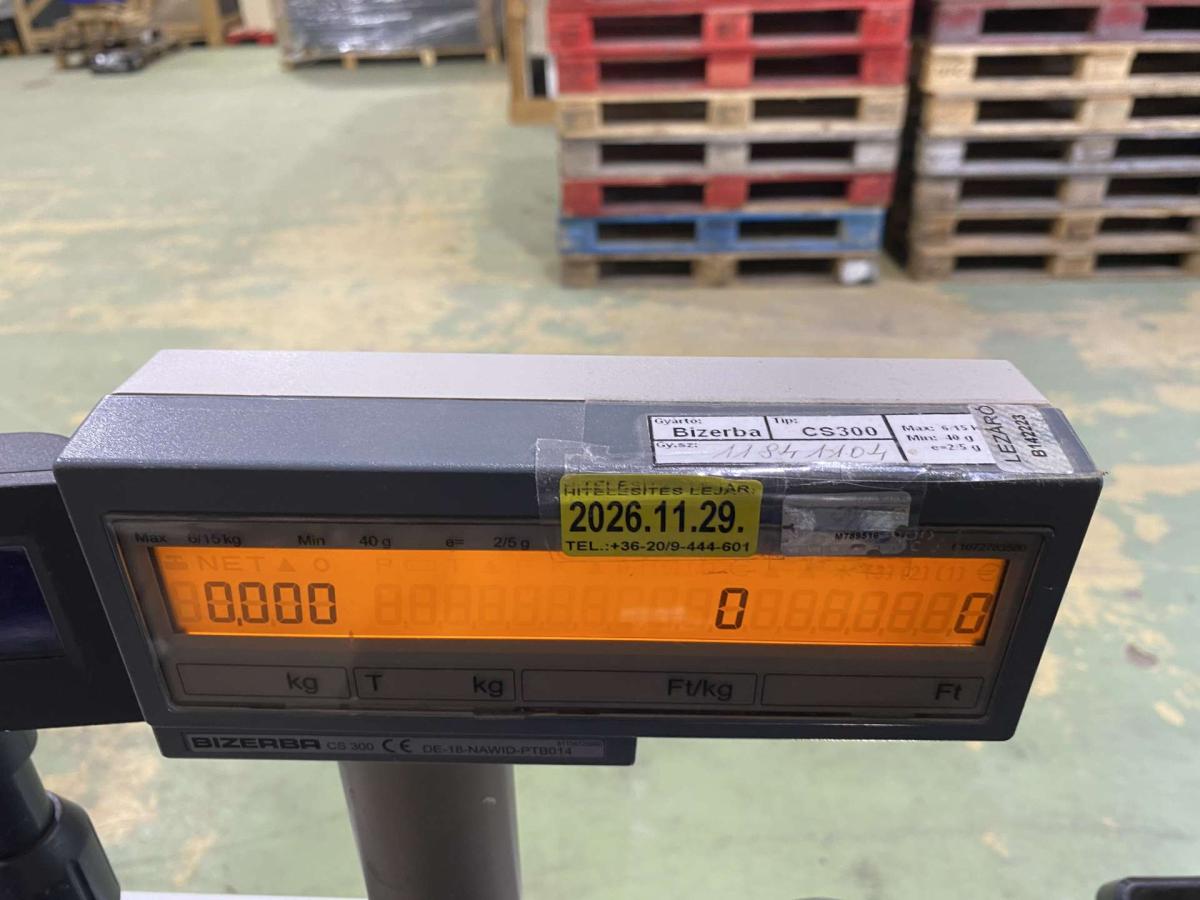 Gyártó:
Bizerba
Tip:
CS300
Gy.sz:
11841104
Max: 6/15
Min: 40 g
e=2/5 g
LEZÁRÓ
B142223
HITELESÍTÉS LEJÁR:
2026.11.29.
TEL.:+36-20/9-444-601
Max 6/15kg Min 40 g e= 2/5 g
NET
0,000 0 0
kg T kg Ft/kg Ft
BIZERBA CS 300 CE DE-18-NAWID-PTB014